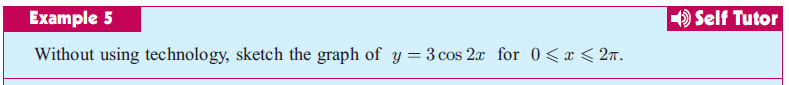 Example 5
Self Tutor
Without using technology, sketch the graph of y = 3 cos 2x for 0 ⩽ x ⩽ 2π.